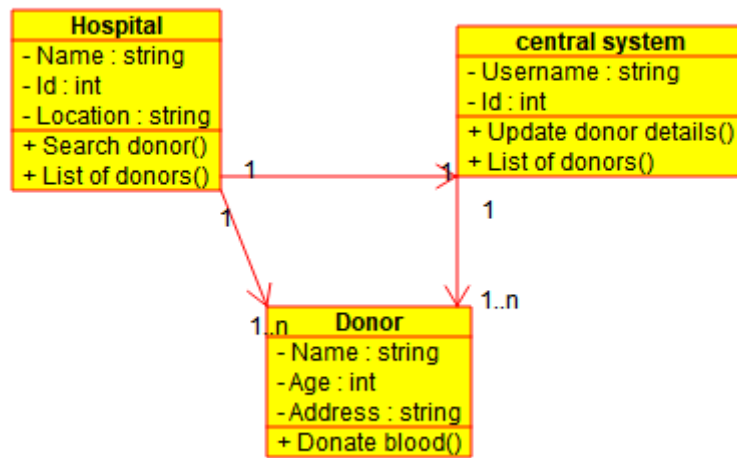 Hospital
- Name : string
- Id : int
- Location : string
+ Search donor()
+ List of donors()
central system
- Username : string
- Id : int
+ Update donor details()
+ List of donors()
1
1
1
1
1..n
1..n
Donor
- Name : string
- Age : int
- Address : string
+ Donate blood()